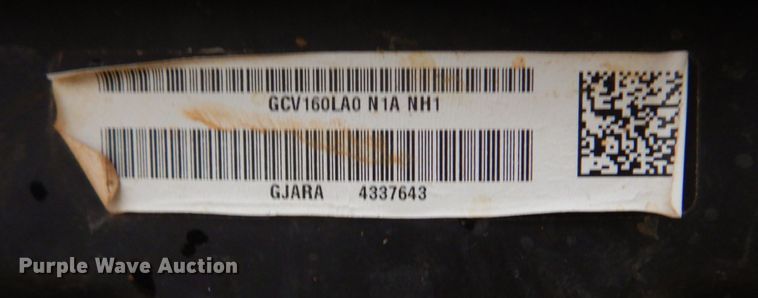 GCV160LA0 N1A NH1
GJARA 4337643
Purple Wave Auction